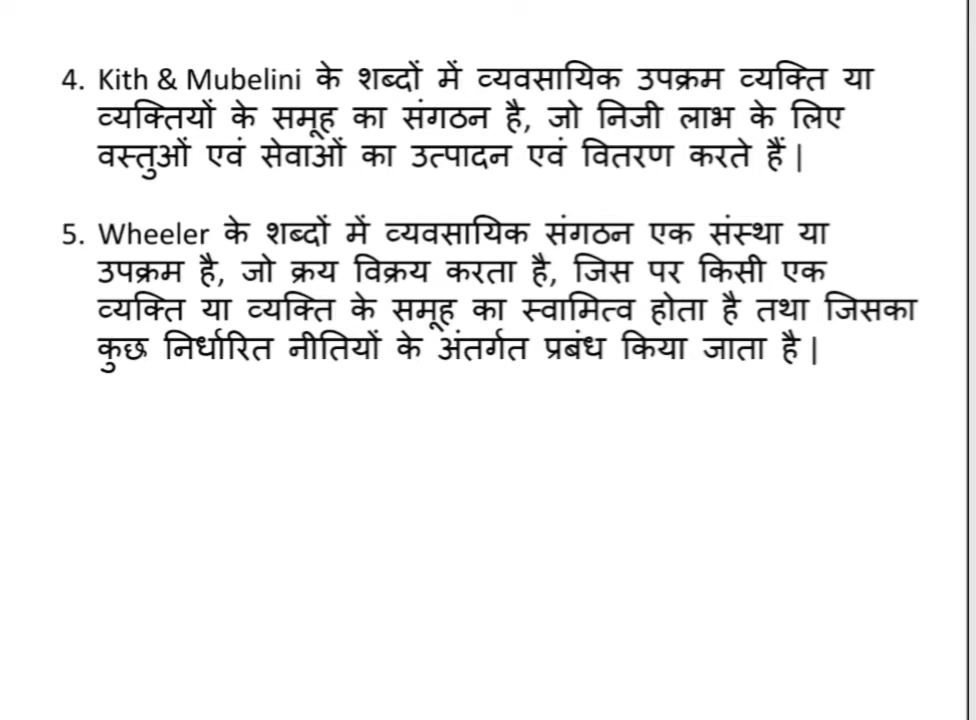 4. Kith & Mubelini के शब्दों में व्यवसायिक उपक्रम व्यक्ति या
व्यक्तियों के समूह का संगठन है, जो निजी लाभ के लिए
वस्तुओं एवं सेवाओं का उत्पादन एवं वितरण करते हैं |
5. Wheeler के शब्दों में व्यवसायिक संगठन एक संस्था या
उपक्रम है, जो क्रय विक्रय करता है, जिस पर किसी एक
व्यक्ति या व्यक्ति के समूह का स्वामित्व होता है तथा जिसका
कुछ निर्धारित नीतियों के अंतर्गत प्रबंध किया जाता है |